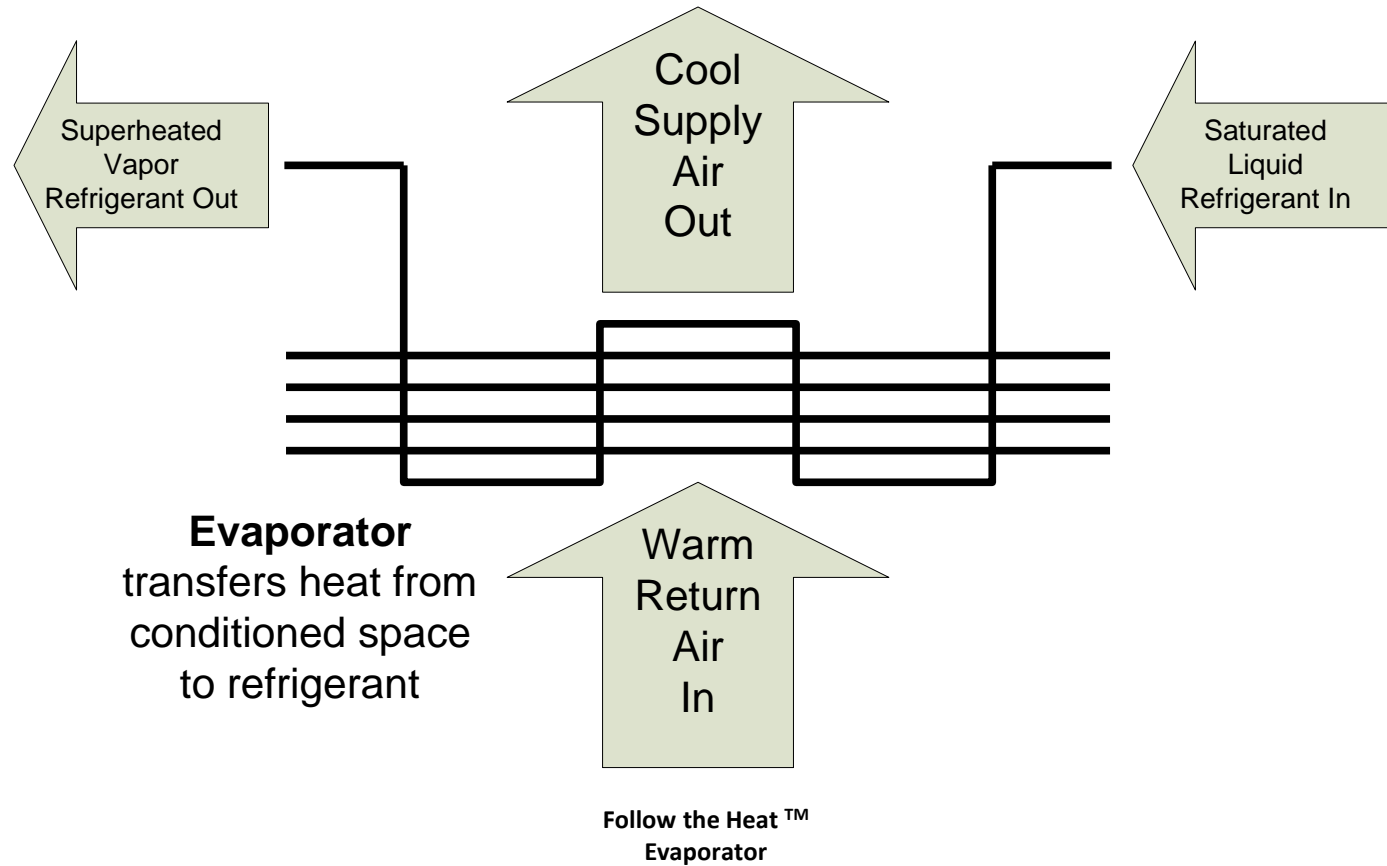 Cool
Supply
Air
Out
Superheated
Vapor
Refrigerant Out
Saturated
Liquid
Refrigerant In
Evaporator
transfers heat from
conditioned space
to refrigerant
Warm
Return
Air
In
Follow the Heat TM
Evaporator